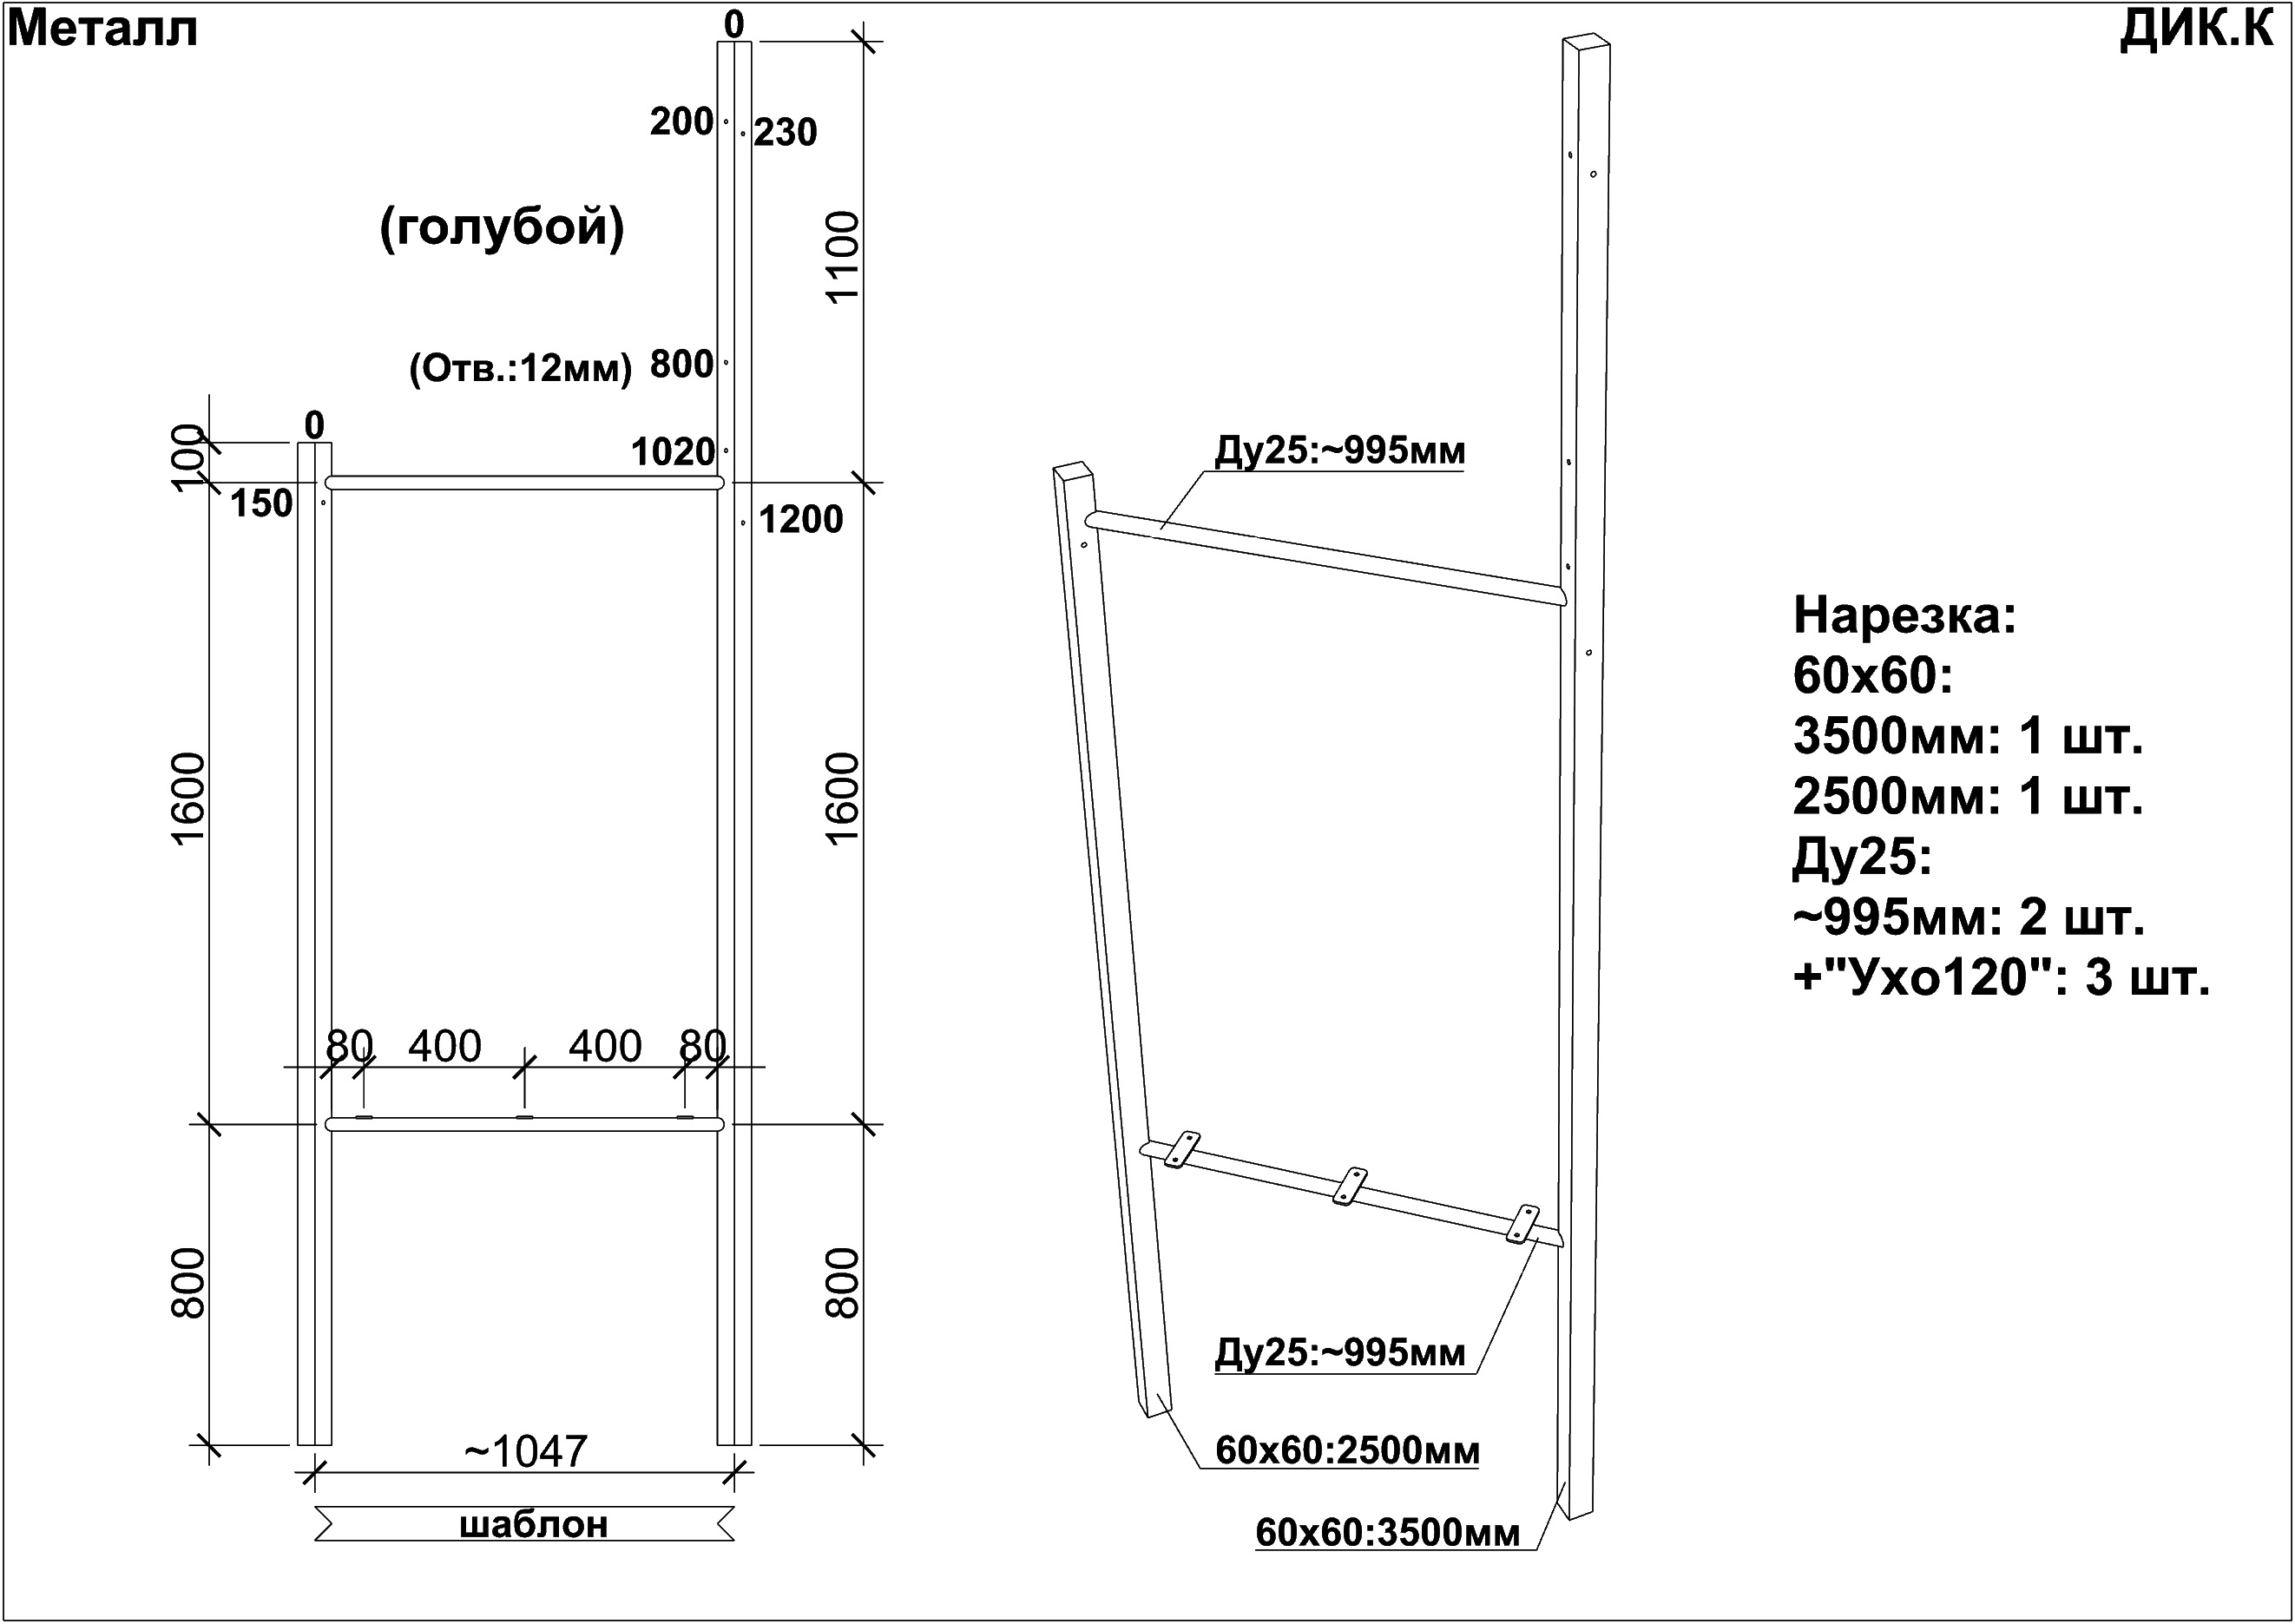 Металл
ДИК.К
0
200
230
(голубой)
1100
(Отв.:12мм)
800
0
100
1020
150
1200
Ду25:~995мм
1600
1600
Нарезка:
60х60:
3500мм: 1 шт.
2500мм: 1 шт.
Ду25:
~995мм: 2 шт.
+"Ухо120": 3 шт.
80
400
400
80
800
800
Ду25:~995мм
~1047
60х60:2500мм
шаблон
60х60:3500мм